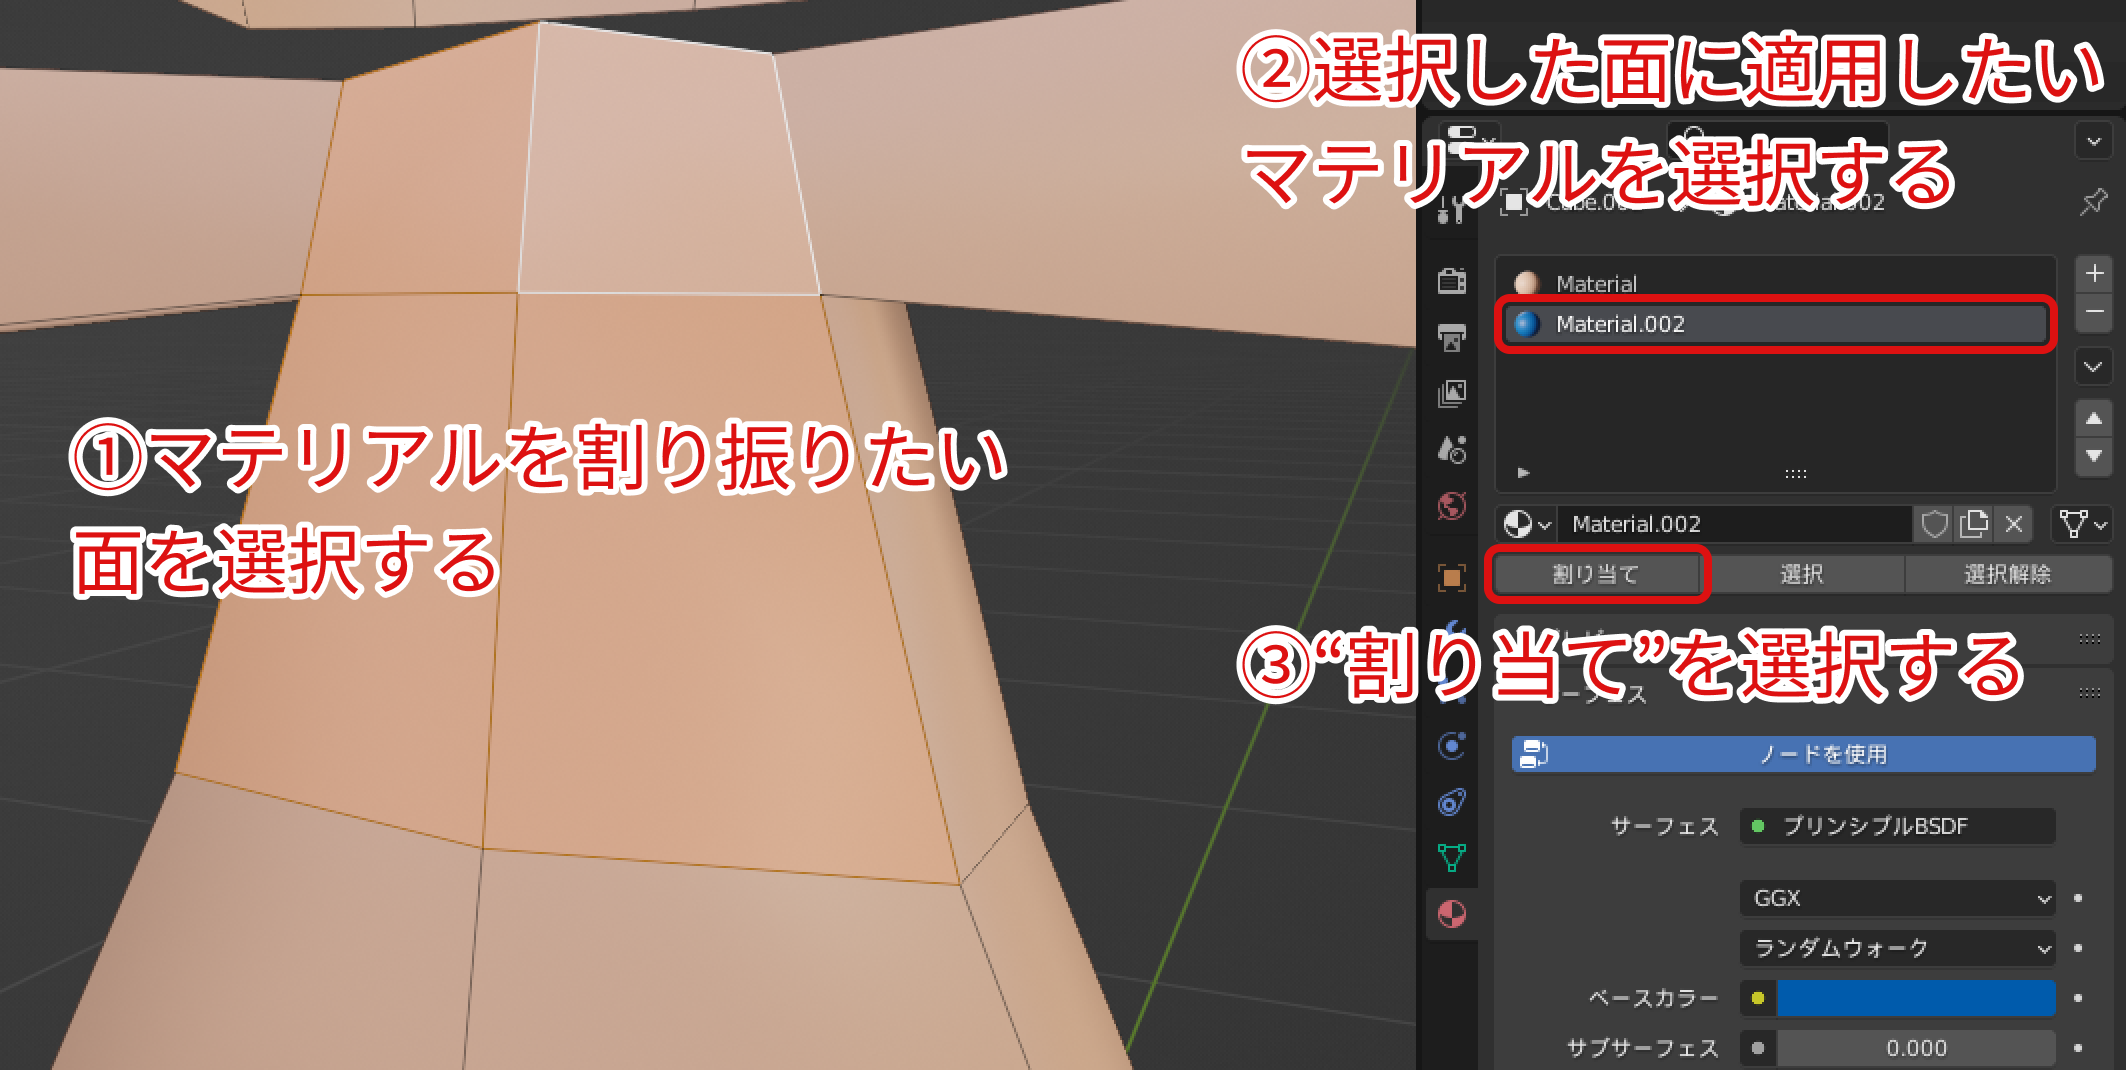 ②選択した面に適用したい
マテリアルを選択する
Material
Material.002
①マテリアルを割り振りたい
面を選択する
Material.002
割り当て
選択
選択解除
③“割り当て”を選択する
ノードを使用
サーフェス
プリンシプルBSDF
GGX
ランダムウォーク
ベースカラー
サブサーフェス
0.000